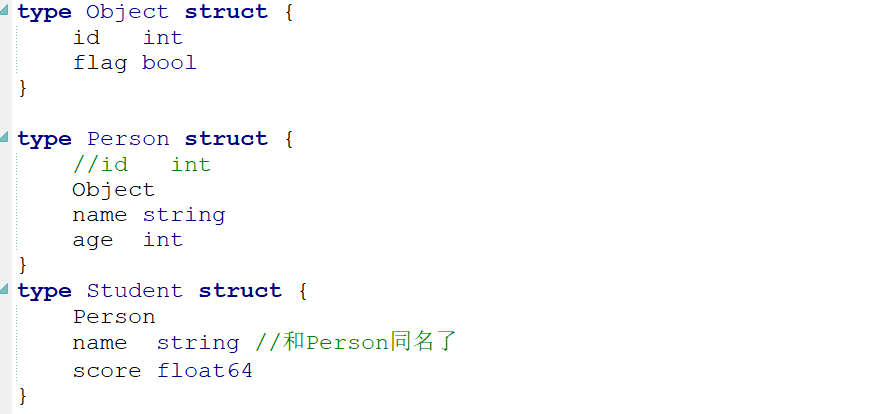 type Object struct {
    id   int
    flag bool
}

type Person struct {
    //id   int
    Object
    name string
    age  int
}
type Student struct {
    Person
    name  string //和Person同名了
    score float64
}